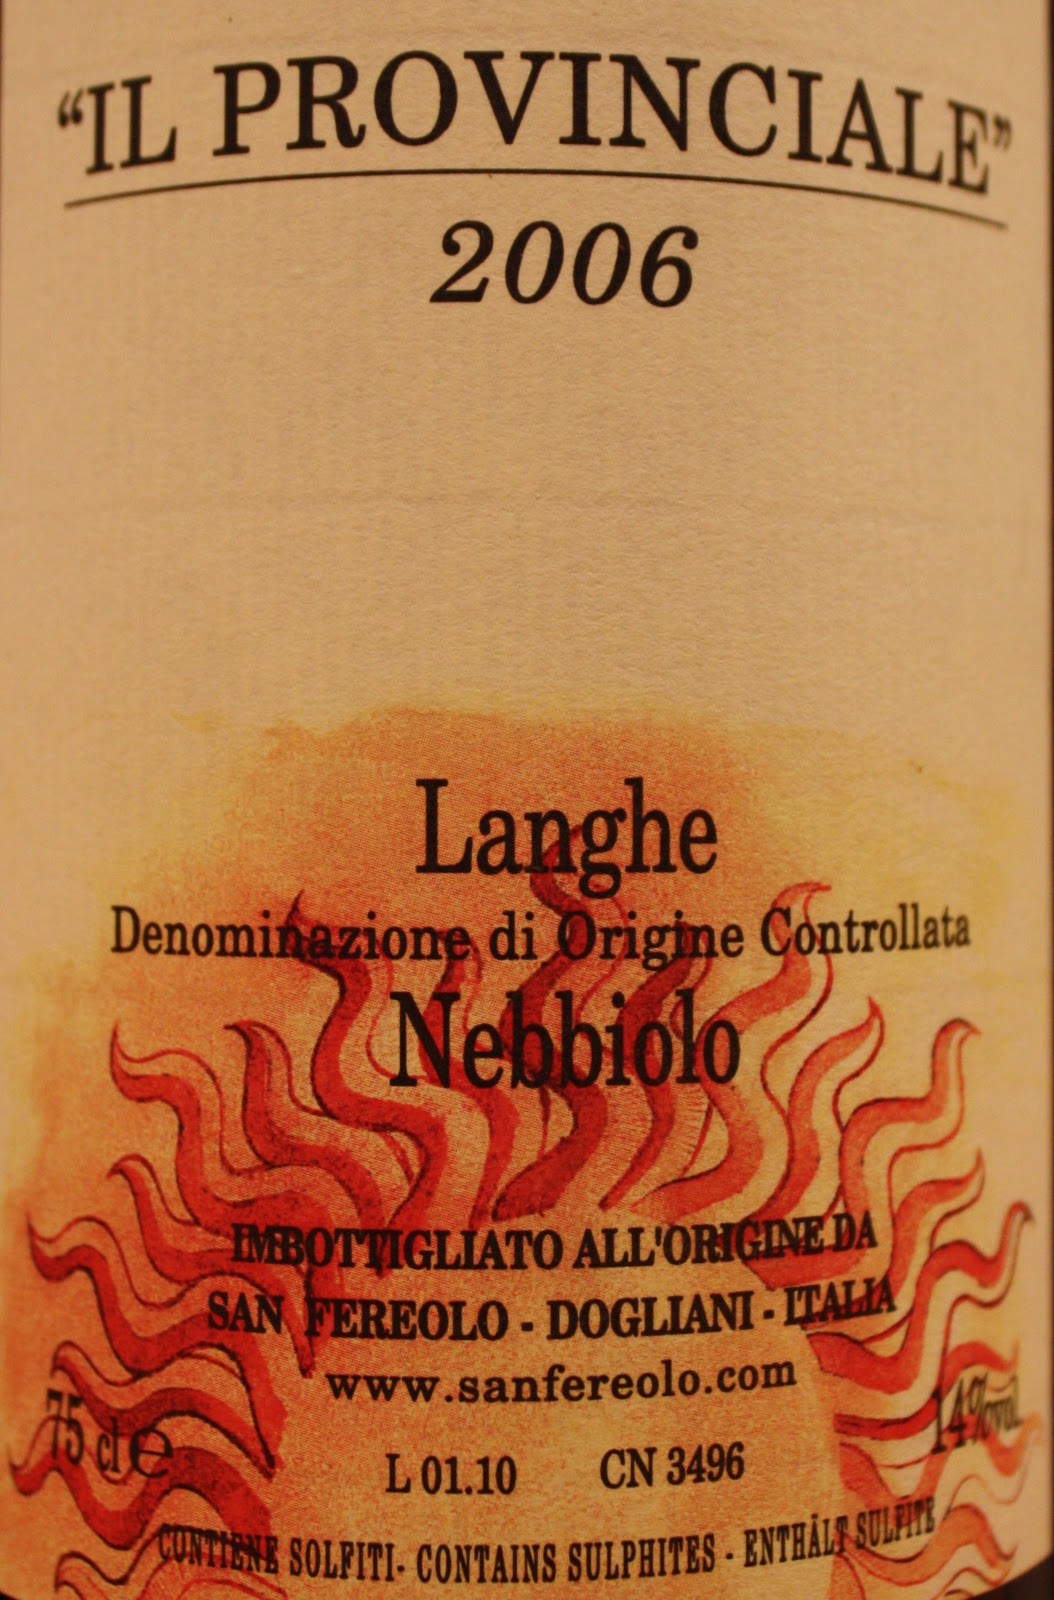 “IL PROVINCIALE”
2006
Langhe
Denominazione di Origine Controllata
Nebbiolo
IMBOTTIGLIATO ALL'ORIGINE DA
SAN FEREOLO - DOGLIANI - ITALIA
www.sanfereolo.com
75 cl e 14%vol.
L 01.10 CN 3496
CONTIENE SOLFITI- CONTAINS SULPHITES - ENTHÄLT SULFITE